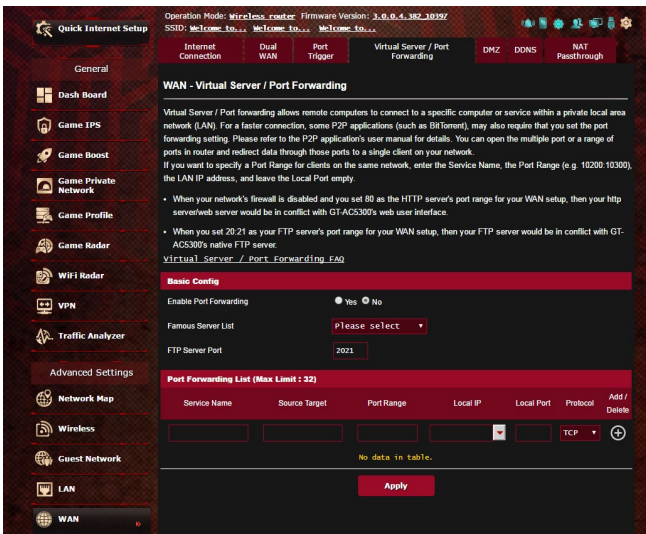 Quick Internet Setup
Operation Mode: Wireless router Firmware Version: 3.0.0.4.382_10397
SSID: Welcome to... Welcome to... Welcome to...
Internet Connection
Dual WAN
Port Trigger
Virtual Server / Port Forwarding
DMZ
DDNS
NAT Passthrough
General
Dash Board
Game IPS
Game Boost
Game Private Network
Game Profile
Game Radar
WiFi Radar
VPN
Traffic Analyzer
Advanced Settings
Network Map
Wireless
Guest Network
LAN
WAN
WAN - Virtual Server / Port Forwarding
Virtual Server / Port forwarding allows remote computers to connect to a specific computer or service within a private local area
network (LAN). For a faster connection, some P2P applications (such as BitTorrent), may also require that you set the port
forwarding setting. Please refer to the P2P application's user manual for details. You can open the multiple port or a range of
ports in router and redirect data through those ports to a single client on your network.
If you want to specify a Port Range for clients on the same network, enter the Service Name, the Port Range (e.g. 10200:10300),
the LAN IP address, and leave the Local Port empty.
• When your network's firewall is disabled and you set 80 as the HTTP server's port range for your WAN setup, then your http
server/web server would be in conflict with GT-AC5300's web user interface.
• When you set 20:21 as your FTP server's port range for your WAN setup, then your FTP server would be in conflict with GT-
AC5300's native FTP server.
Virtual Server / Port Forwarding FAQ
Basic Config
Enable Port Forwarding Yes No
Famous Server List Please select
FTP Server Port 2021
Port Forwarding List (Max Limit : 32)
Service Name Source Target Port Range Local IP Local Port Protocol Add / Delete
TCP
No data in table.
Apply